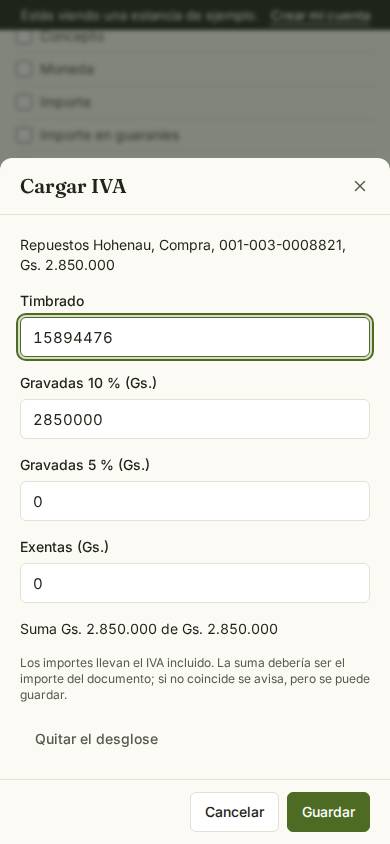 Estás viendo una estancia de ejemplo. Crear mi cuenta
Concepto
Moneda
Importe
Importe en guaraníes
Cargar IVA
Repuestos Hohenau, Compra, 001-003-0008821,
Gs. 2.850.000
Timbrado
15894476
Gravadas 10 % (Gs.)
2850000
Gravadas 5 % (Gs.)
0
Exentas (Gs.)
0
Suma Gs. 2.850.000 de Gs. 2.850.000
Los importes llevan el IVA incluido. La suma debería ser el
importe del documento; si no coincide se avisa, pero se puede
guardar.
Quitar el desglose
Cancelar Guardar